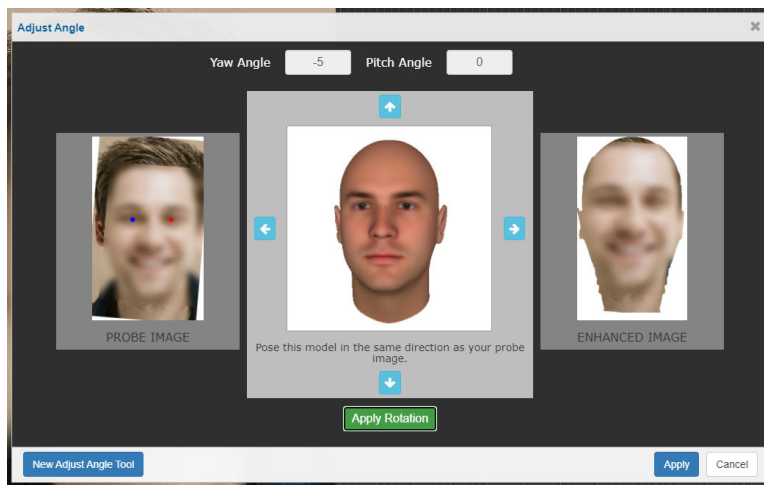 Adjust Angle
Yaw Angle -5 Pitch Angle 0
PROBE IMAGE
Pose this model in the same direction as your probe
image.
ENHANCED IMAGE
Apply Rotation
New Adjust Angle Tool Apply Cancel